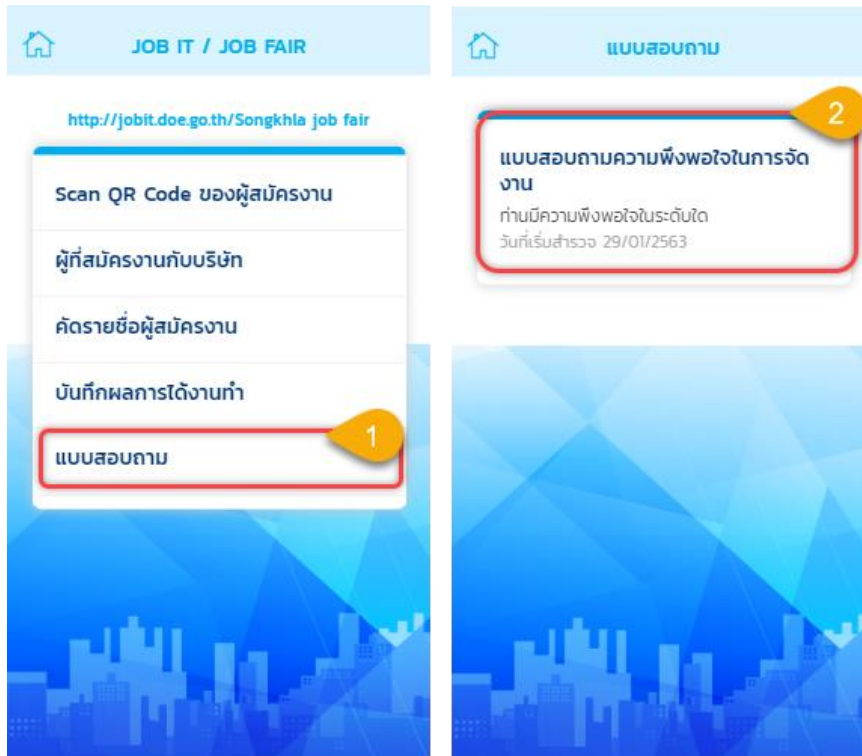 JOB IT / JOB FAIR
http://jobit.doe.go.th/Songkhla job fair
Scan QR Code ของผู้สมัครงาน
ผู้ที่สมัครงานกับบริษัท
คัดรายชื่อผู้สมัครงาน
บันทึกผลการได้งานทำ
แบบสอบถาม
1
แบบสอบถาม
2
แบบสอบถามความพึงพอใจในการจัด
งาน
ท่านมีความพึงพอใจในระดับใด
วันที่เริ่มสำรวจ 29/01/2563